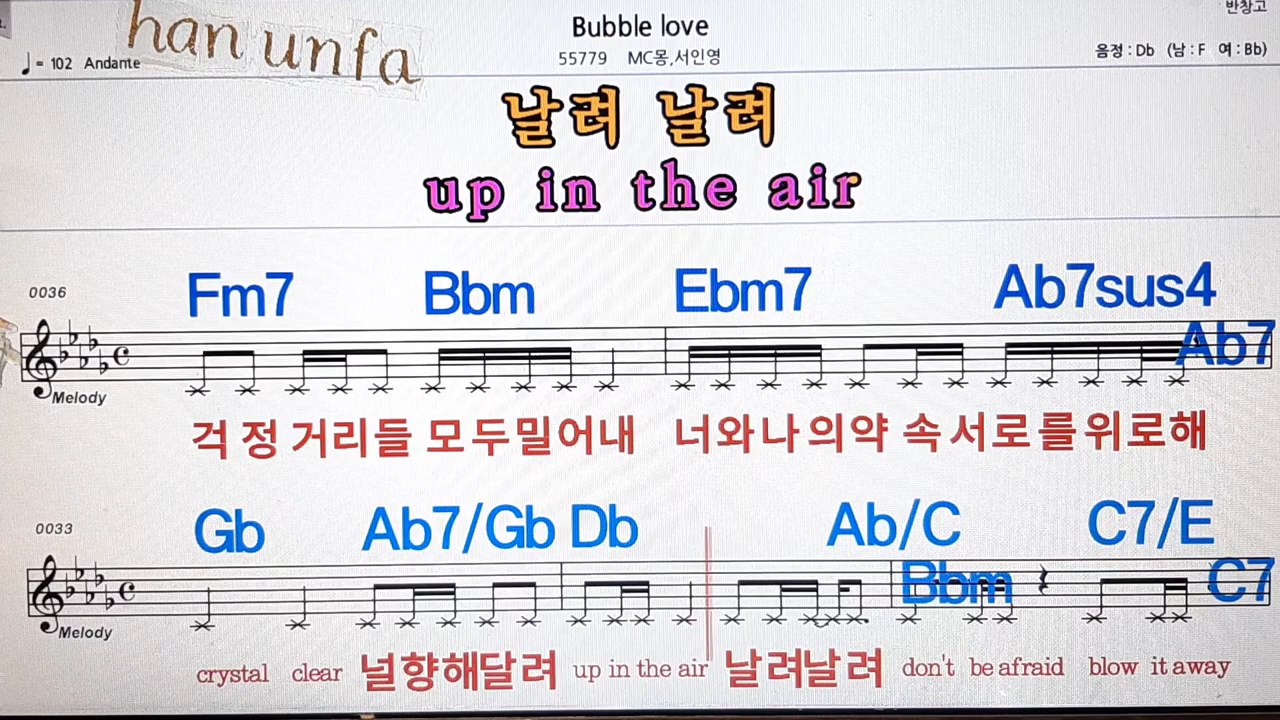 han unfa
Bubble love
반창고
♩= 102 Andante
55779 MC몽,서인영
음정 : Db (남 : F 여 : Bb)
날려 날려
up in the air
0036
Fm7 Bbm Ebm7 Ab7sus4 Ab7
Melody
걱 정 거리들 모두밀어내 너와나의약 속 서로를위로해
0033
Gb Ab7/Gb Db Ab/C Bbm C7/E C7
Melody
crystal clear 널향해달려 up in the air 날려날려 don't be afraid blow it away